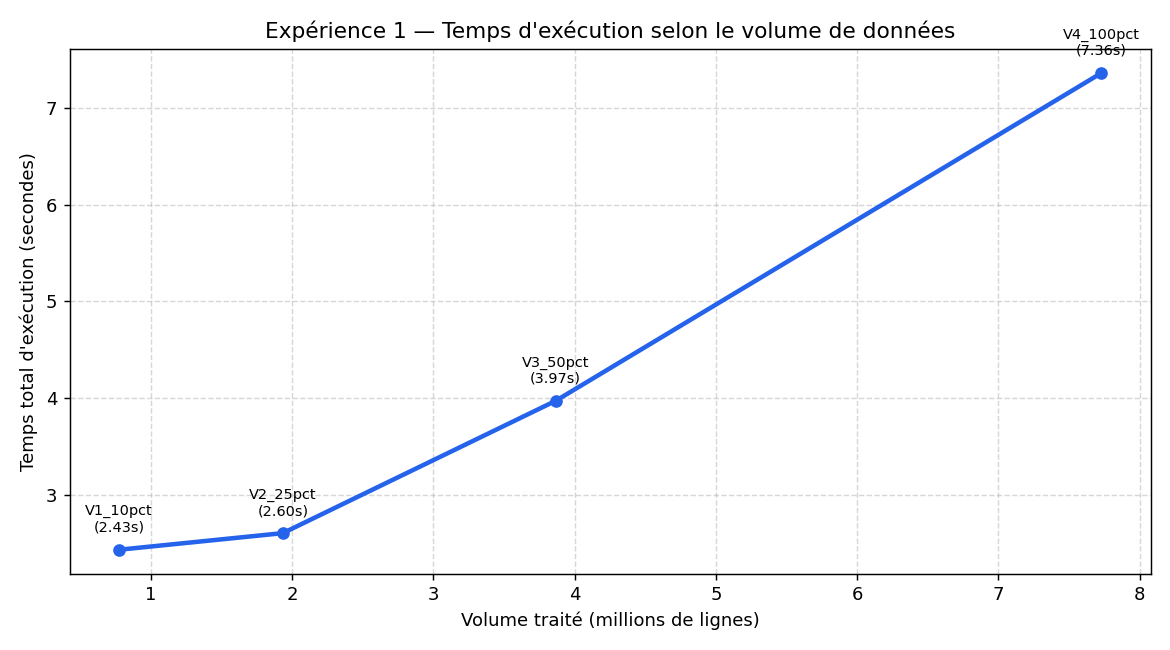 Expérience 1 — Temps d'exécution selon le volume de données
V4_100pct
(7.36s)
7
6
5
4
3
Temps total d'exécution (secondes)
V3_50pct
(3.97s)
V2_25pct
(2.60s)
V1_10pct
(2.43s)
1 2 3 4 5 6 7 8
Volume traité (millions de lignes)